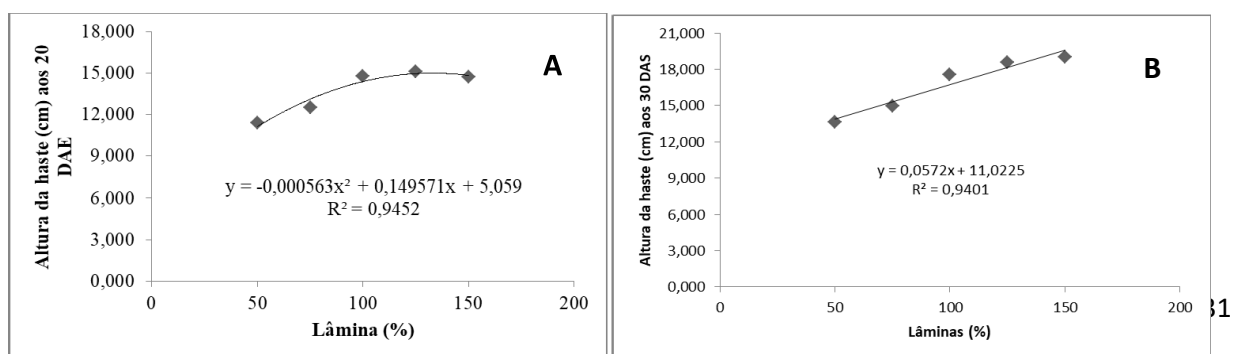 Altura da haste (cm) aos 20
DAE
18,000
15,000
12,000
9,000
6,000
3,000
0,000
A
y = -0,000563x² + 0,149571x + 5,059
R² = 0,9452
0 50 100 150 200
Lâmina (%)
Altura da haste (cm) aos 30 DAS
21,000
18,000
15,000
12,000
9,000
6,000
3,000
0,000
B
y = 0,0572x + 11,0225
R² = 0,9401
0 50 100 150 200
Lâminas (%)
31